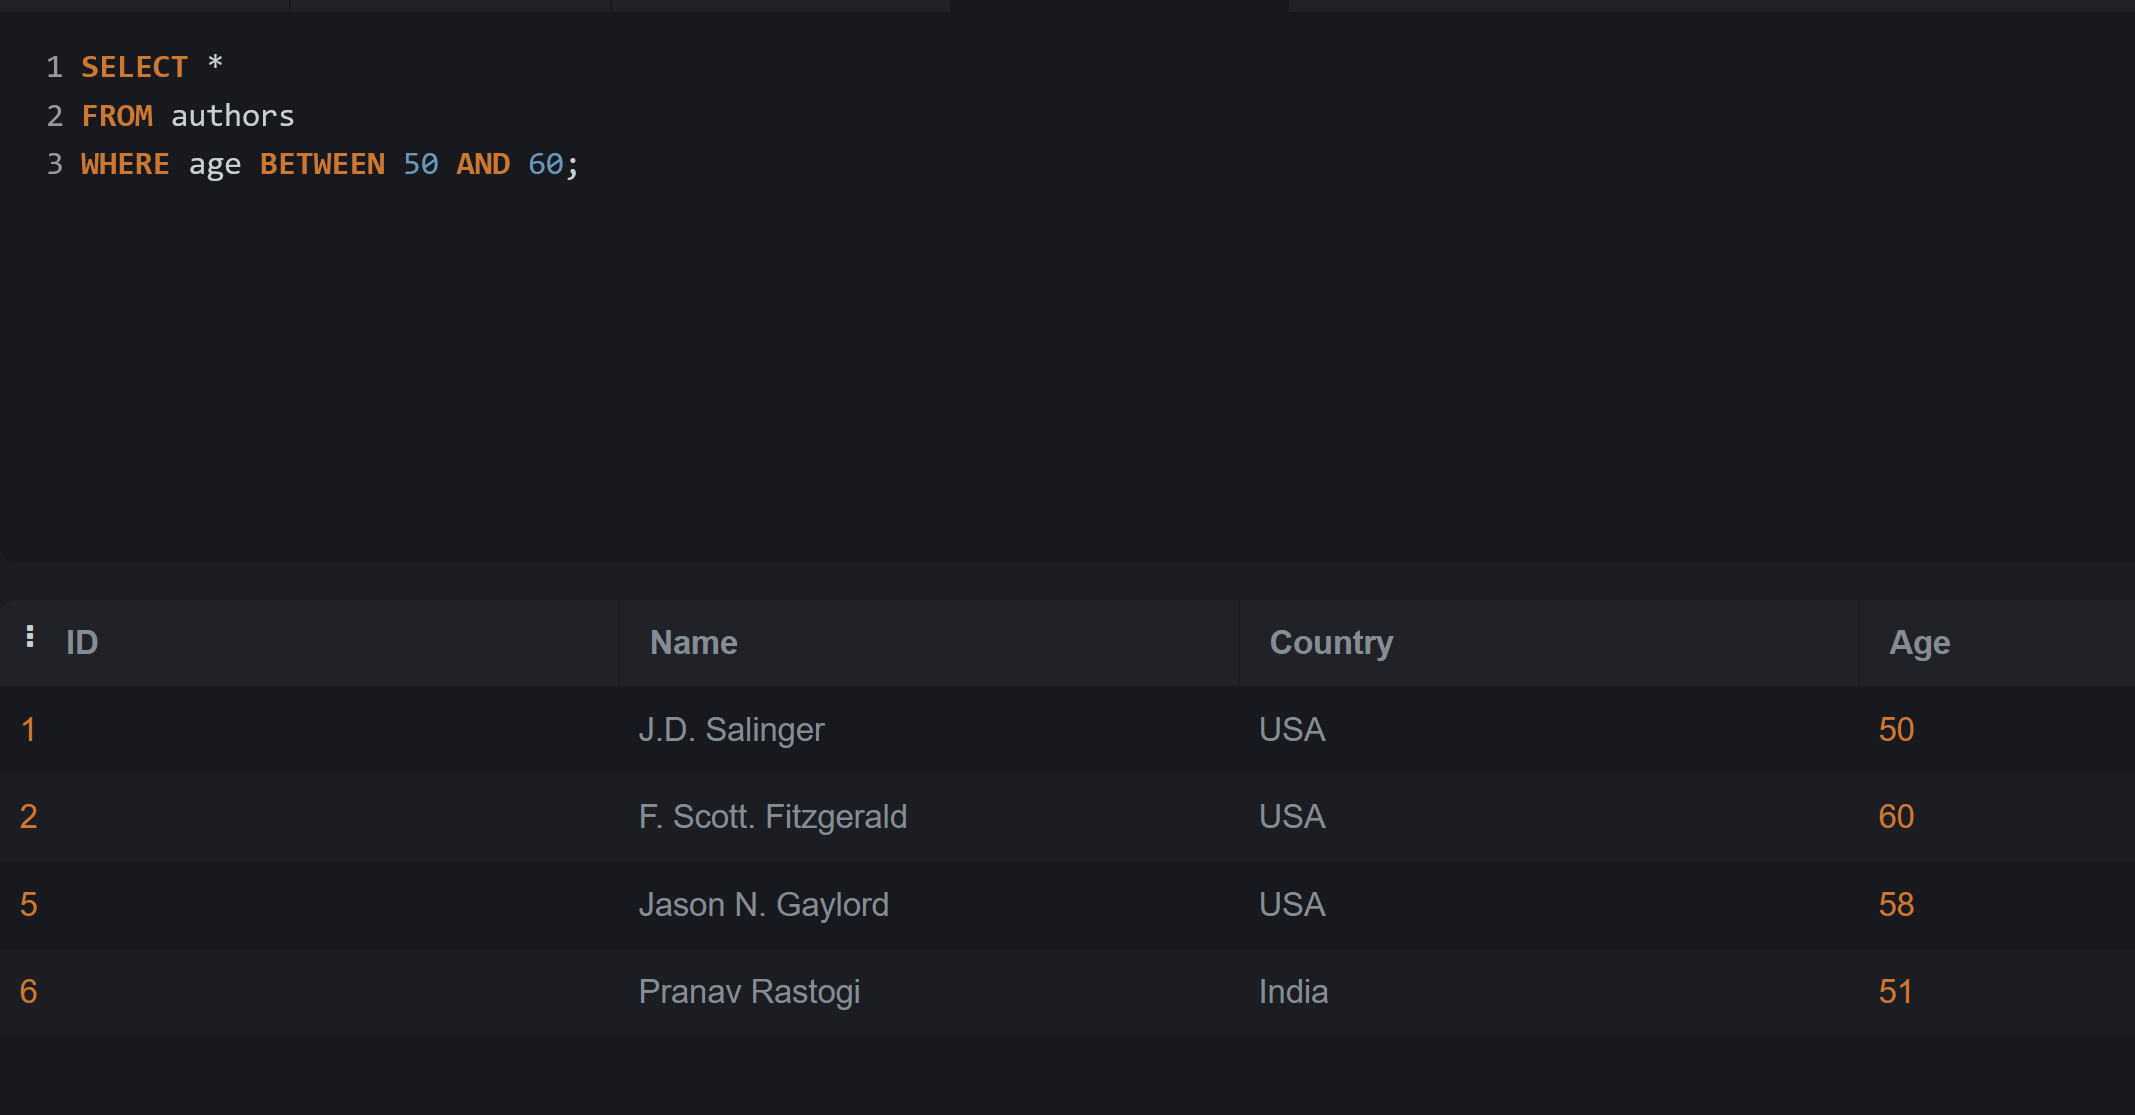 1 SELECT *
2 FROM authors
3 WHERE age BETWEEN 50 AND 60;
ID Name Country Age
1 J.D. Salinger USA 50
2 F. Scott. Fitzgerald USA 60
5 Jason N. Gaylord USA 58
6 Pranav Rastogi India 51